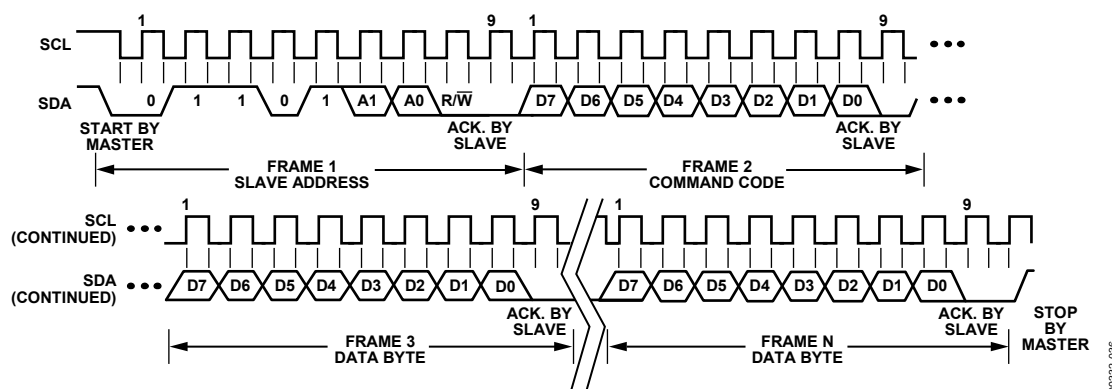 1 9 1 9
SCL
SDA 0 1 1 0 1 A1 A0 R/W D7 D6 D5 D4 D3 D2 D1 D0
START BY
MASTER
ACK. BY
SLAVE
ACK. BY
SLAVE
FRAME 1
SLAVE ADDRESS
FRAME 2
COMMAND CODE
1 9 1 9
SCL
(CONTINUED)
SDA
(CONTINUED)
D7 D6 D5 D4 D3 D2 D1 D0 D7 D6 D5 D4 D3 D2 D1 D0
ACK. BY
SLAVE
ACK. BY
SLAVE
STOP
BY
MASTER
FRAME 3
DATA BYTE
FRAME N
DATA BYTE